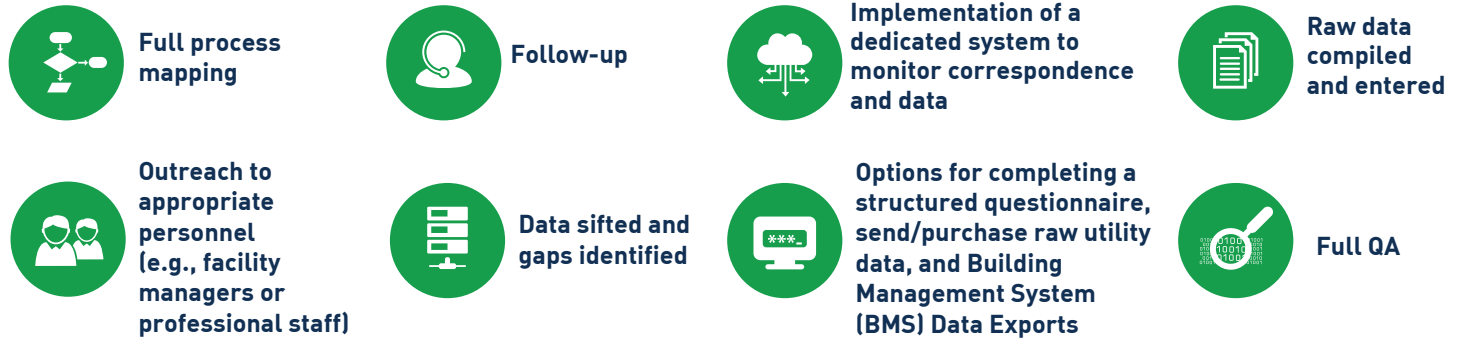 Full process
mapping
Follow-up
Implementation of a
dedicated system to
monitor correspondence
and data
Raw data
compiled
and entered
Outreach to
appropriate
personnel
(e.g., facility
managers or
professional staff)
Data sifted and
gaps identified
***_
Options for completing a
structured questionnaire,
send/purchase raw utility
data, and Building
Management System
(BMS) Data Exports
Full QA